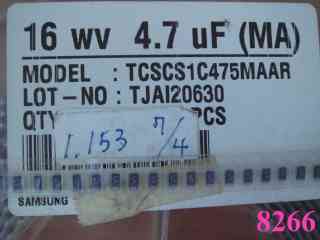 16 wv 4.7 uF (MA)
MODEL : TCSCS1C475MAAR
LOT-NO : TJAI20630
QTY PCS
1.153 7/4
SAMSUNG
8266